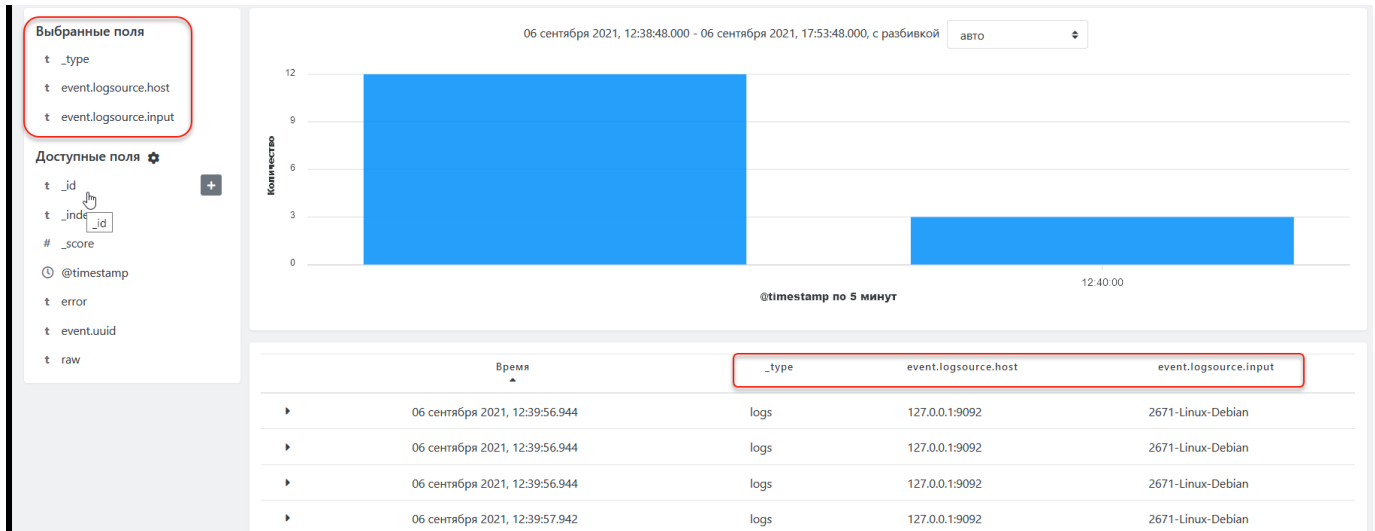 Выбранные поля
t _type
t event.logsource.host
t event.logsource.input
Доступные поля
t _id
t _inde
_id
# _score
@timestamp
t error
t event.uuid
t raw
06 сентября 2021, 12:38:48.000 - 06 сентября 2021, 17:53:48.000, с разбивкой авто
Количество
12
9
6
3
0
12:40:00
@timestamp по 5 минут
Время _type event.logsource.host event.logsource.input
06 сентября 2021, 12:39:56.944 logs 127.0.0.1:9092 2671-Linux-Debian
06 сентября 2021, 12:39:56.944 logs 127.0.0.1:9092 2671-Linux-Debian
06 сентября 2021, 12:39:56.944 logs 127.0.0.1:9092 2671-Linux-Debian
06 сентября 2021, 12:39:57.942 logs 127.0.0.1:9092 2671-Linux-Debian